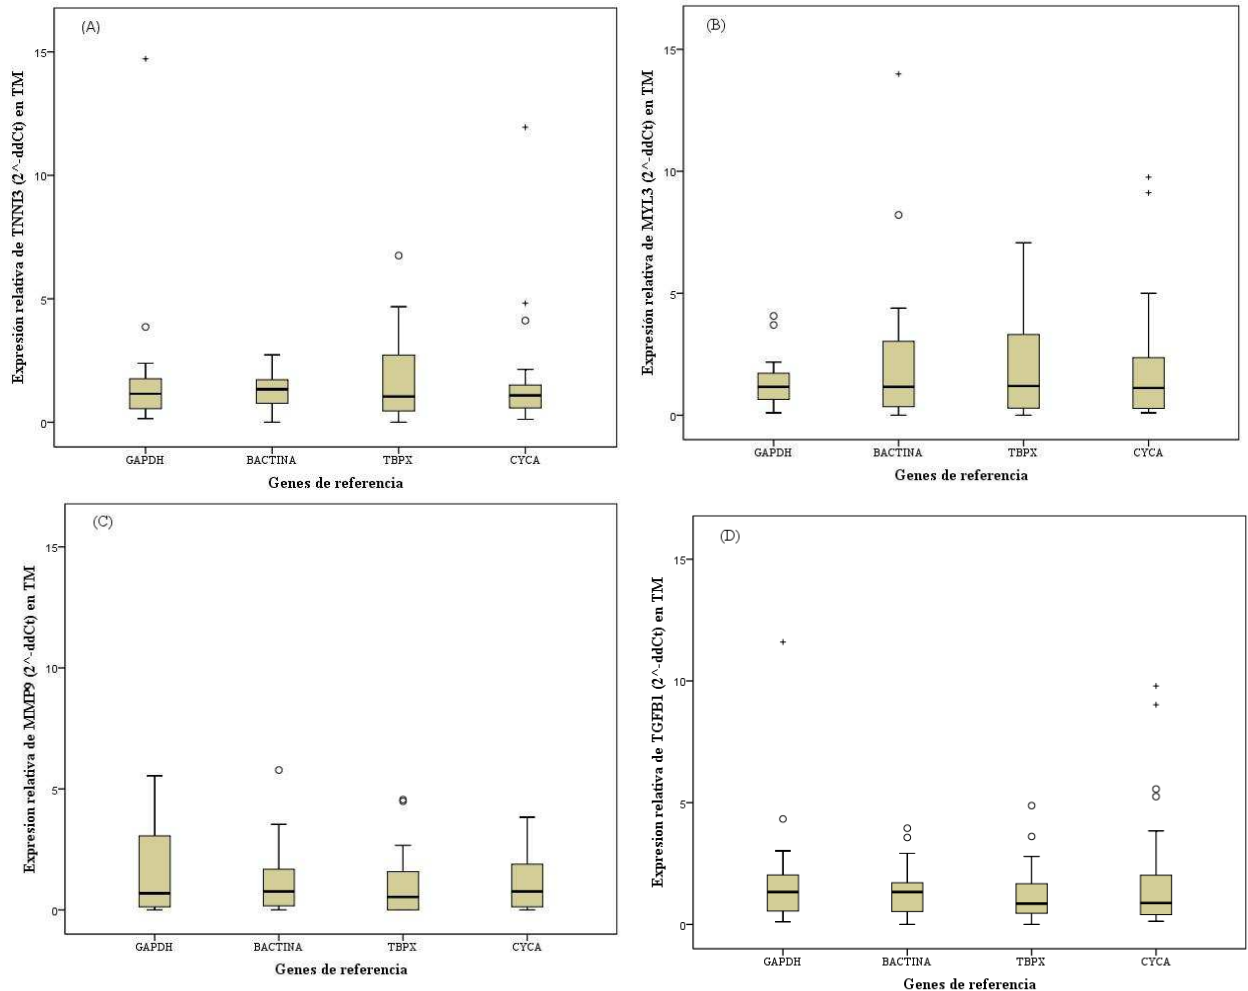 (A)
Expresión relativa de TNNI3 (2^-ddCt) en TM
15
10
5
0
GAPDH BACTINA TBPX CYCA
Genes de referencia
(B)
Expresión relativa de MYL3 (2^-ddCt) en TM
15
10
5
0
GAPDH BACTINA TBPX CYCA
Genes de referencia
(C)
Expresion relativa de MMP9 (2^-ddCt) en TM
15
10
5
0
GAPDH BACTINA TBPX CYCA
Genes de referencia
(D)
Expresion relativa de TGFB1 (2^-ddCt) en TM
15
10
5
0
GAPDH BACTINA TBPX CYCA
Genes de referencia